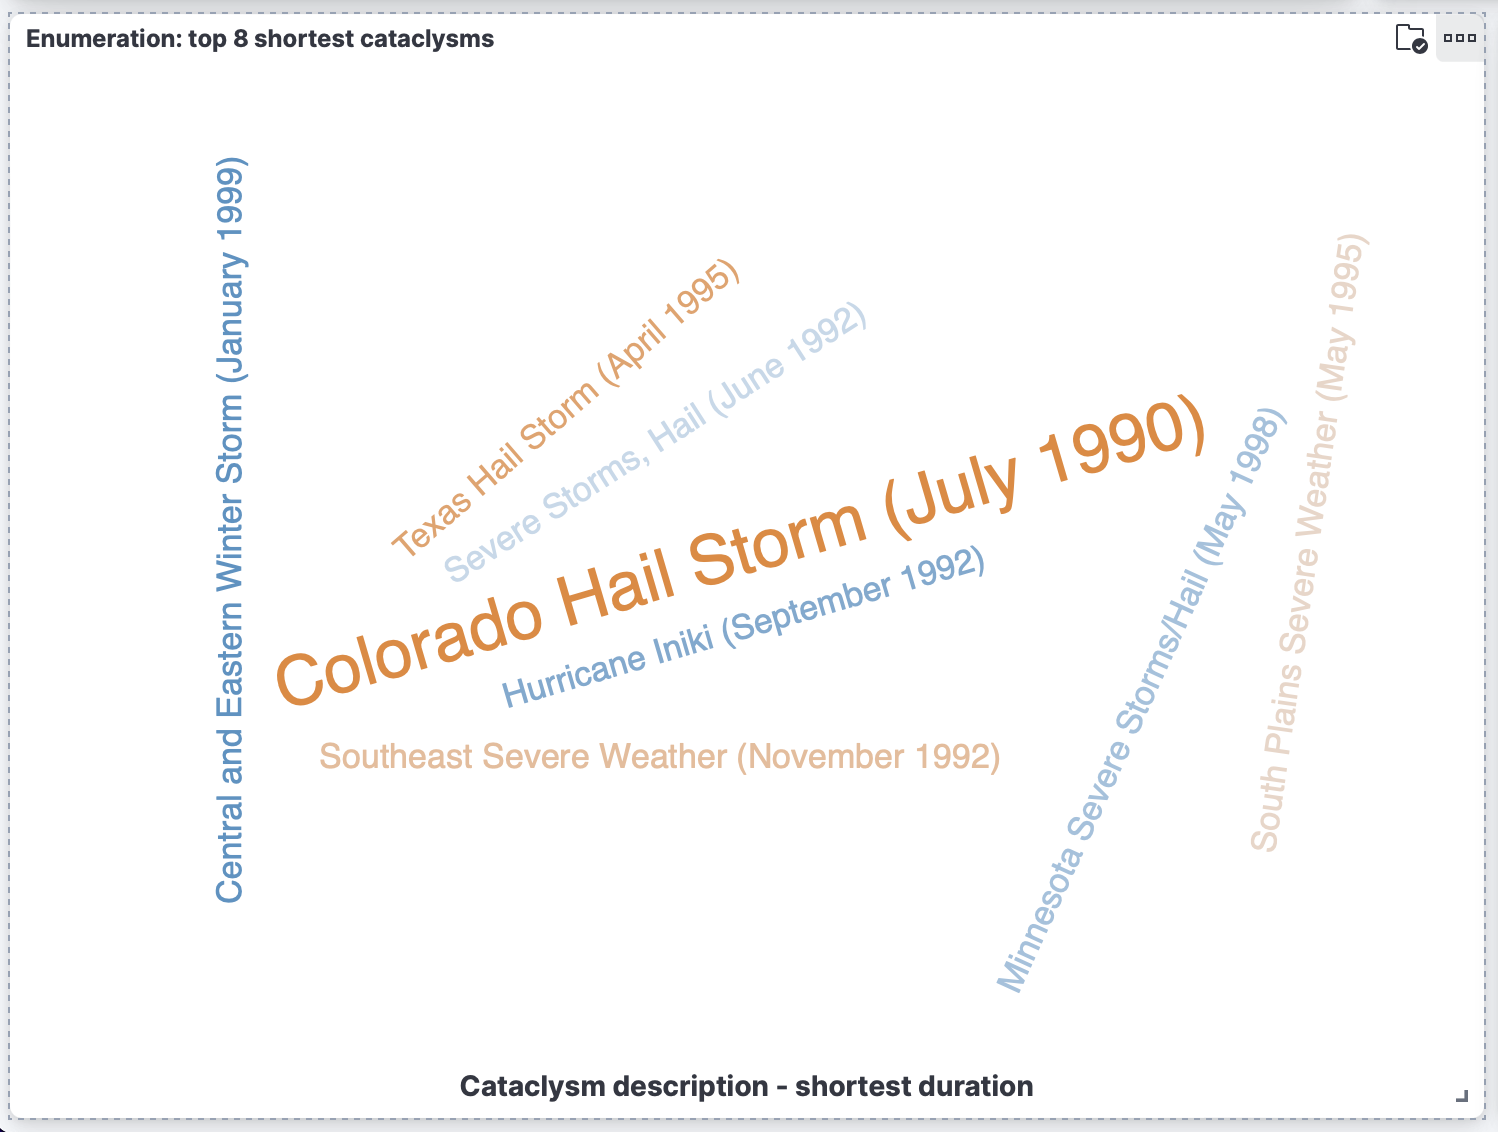 Enumeration: top 8 shortest cataclysms
Central and Eastern Winter Storm (January 1999)
Texas Hail Storm (April 1995)
Severe Storms, Hail (June 1992)
Colorado Hail Storm (July 1990)
Hurricane Iniki (September 1992)
Southeast Severe Weather (November 1992)
Minnesota Severe Storms/Hail (May 1998)
South Plains Severe Weather (May 1995)
Cataclysm description - shortest duration